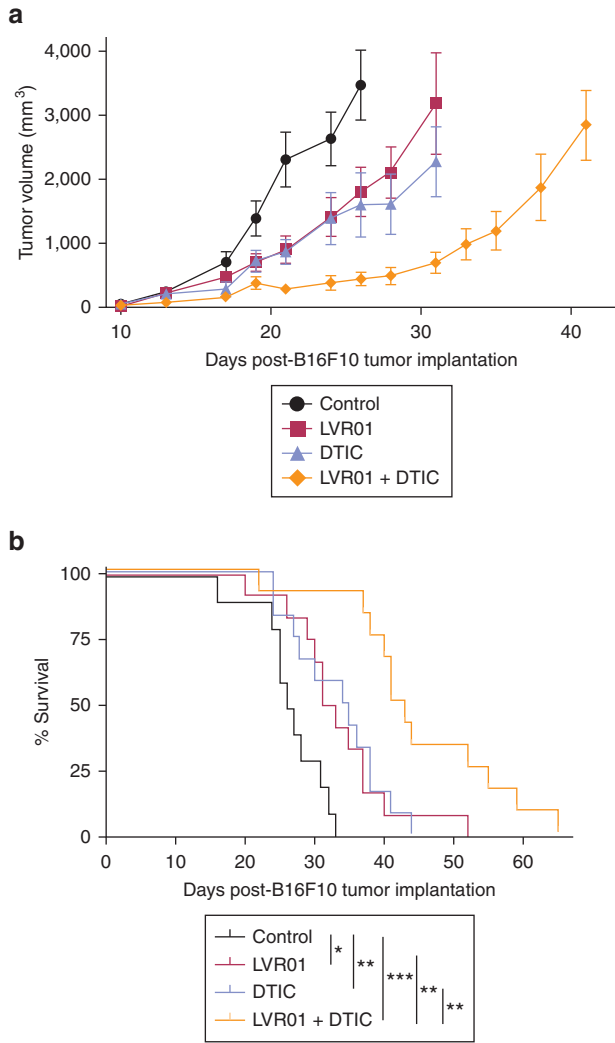 a
4,000
3,000
2,000
1,000
0
Tumor volume (mm³)
10 20 30 40
Days post-B16F10 tumor implantation
Control
LVR01
DTIC
LVR01 + DTIC
b
100
75
50
25
0
% Survival
0 10 20 30 40 50 60
Days post-B16F10 tumor implantation
Control
LVR01
DTIC
LVR01 + DTIC
*
**
***
**
**